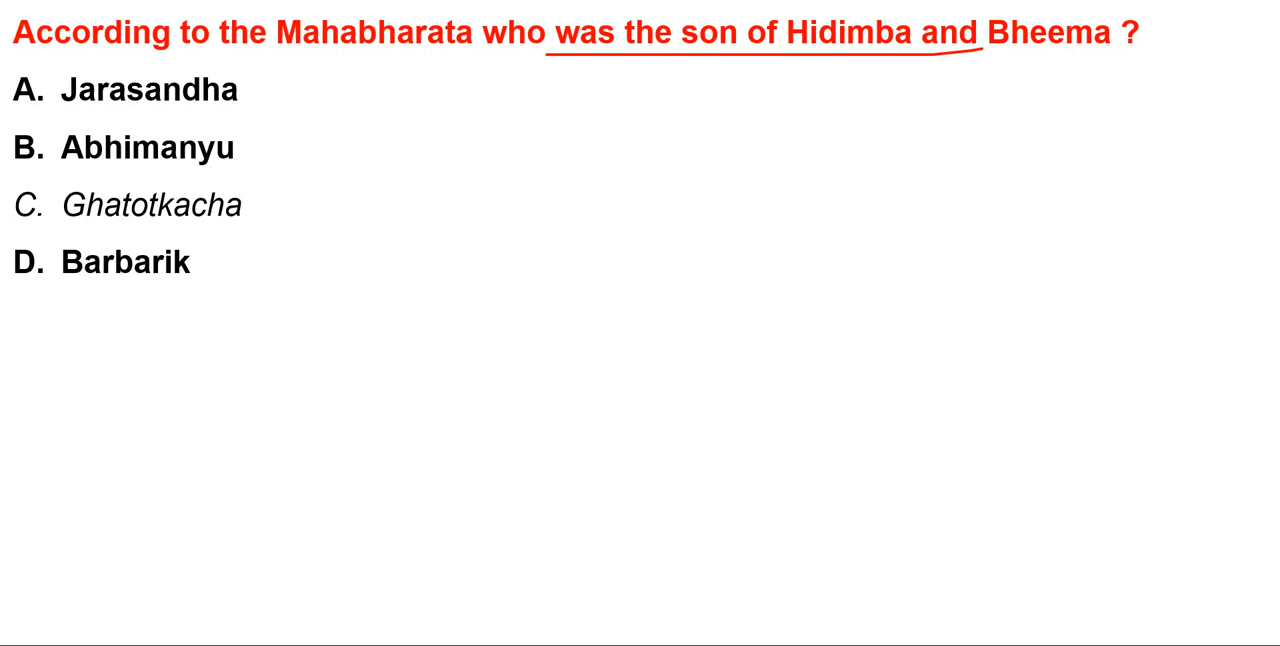 According to the Mahabharata who was the son of Hidimba and Bheema ?
A. Jarasandha
B. Abhimanyu
C. Ghatotkacha
D. Barbarik